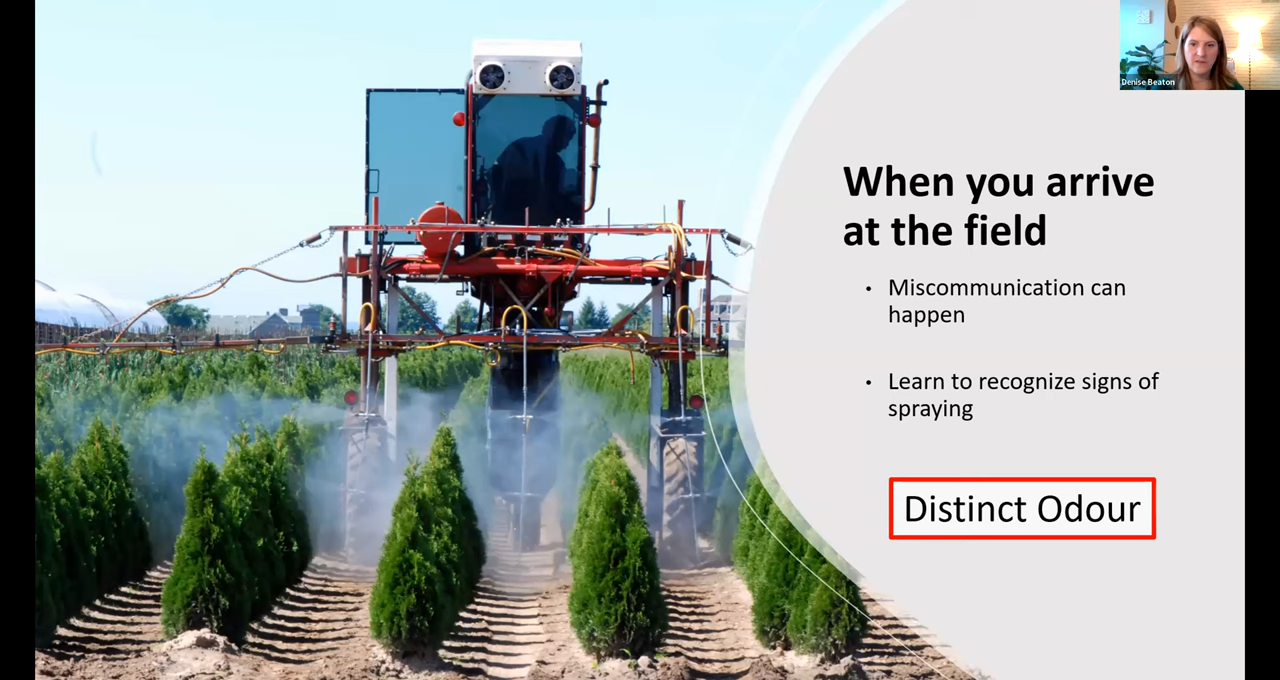 Denise Beaton
When you arrive
at the field
• Miscommunication can
happen
• Learn to recognize signs of
spraying
Distinct Odour